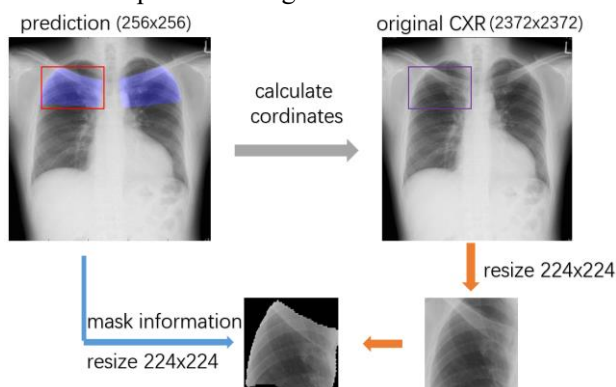 prediction (256x256)
original CXR (2372x2372)
L
L
calculate
cordinates
resize 224x224
mask information
resize 224x224